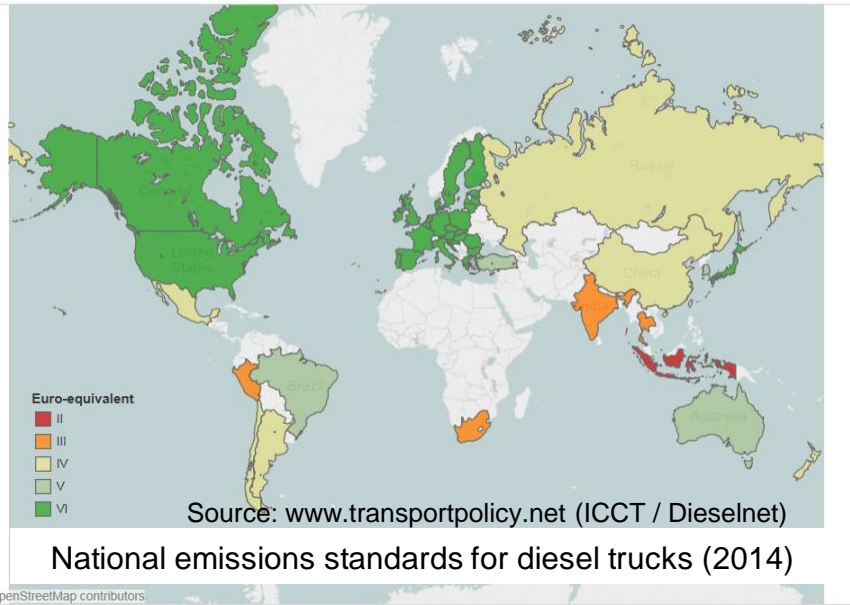 Russia
Canada
United
States
China
India
Brazil
Australia
Euro-equivalent
II
III
IV
V
VI
Source: www.transportpolicy.net (ICCT / Dieselnet)
National emissions standards for diesel trucks (2014)
penStreetMap contributors